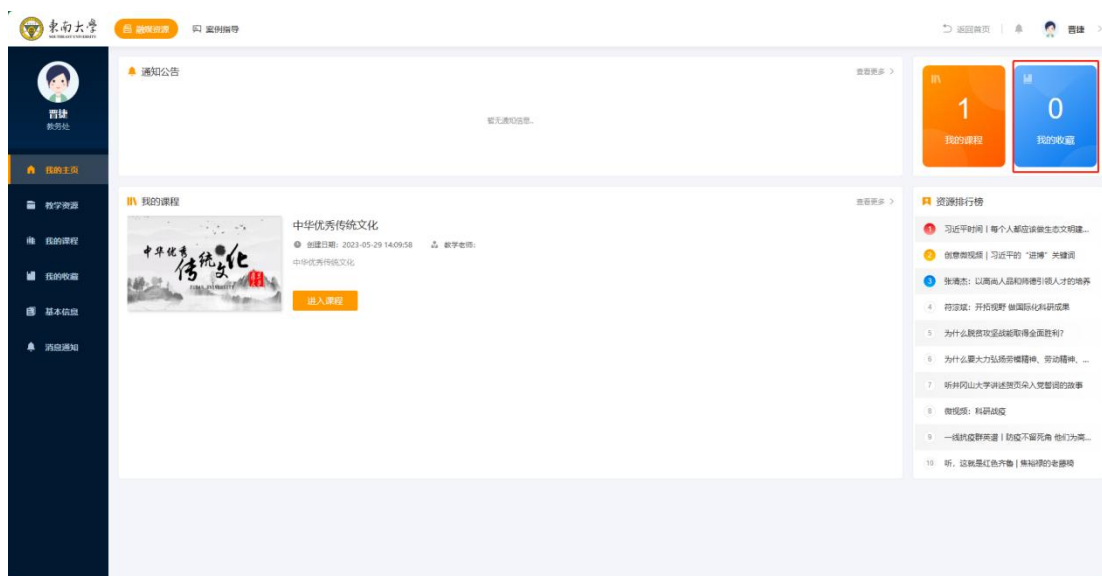 東南大學
融媒资源
案例指导
返回首页
晋捷
晋捷
教务处
我的主页
教学资源
我的课程
我的收藏
基本信息
消息通知
通知公告
查看更多 >
暂无通知信息..
1
我的课程
0
我的收藏
我的课程
查看更多 >
中华优秀传统文化
中华优秀传统文化
创建日期: 2023-05-29 14:09:58 教学老师:
中华优秀传统文化
进入课程
资源排行榜
1 习近平时间丨每个人都应该做生态文明建...
2 创意微视频丨习近平的“进博”关键词
3 张清杰：以高尚人品和师德引领人才的培养
4 符淙斌：开拓视野 做国际化科研成果
5 为什么脱贫攻坚战能取得全面胜利?
6 为什么要大力弘扬劳模精神、劳动精神、...
7 听井冈山大学讲述贺页朵入党誓词的故事
8 微视频：科研战疫
9 一线抗疫群英谱丨防疫不留死角 他们为高...
10 听，这就是红色齐鲁 | 焦裕禄的老藤椅